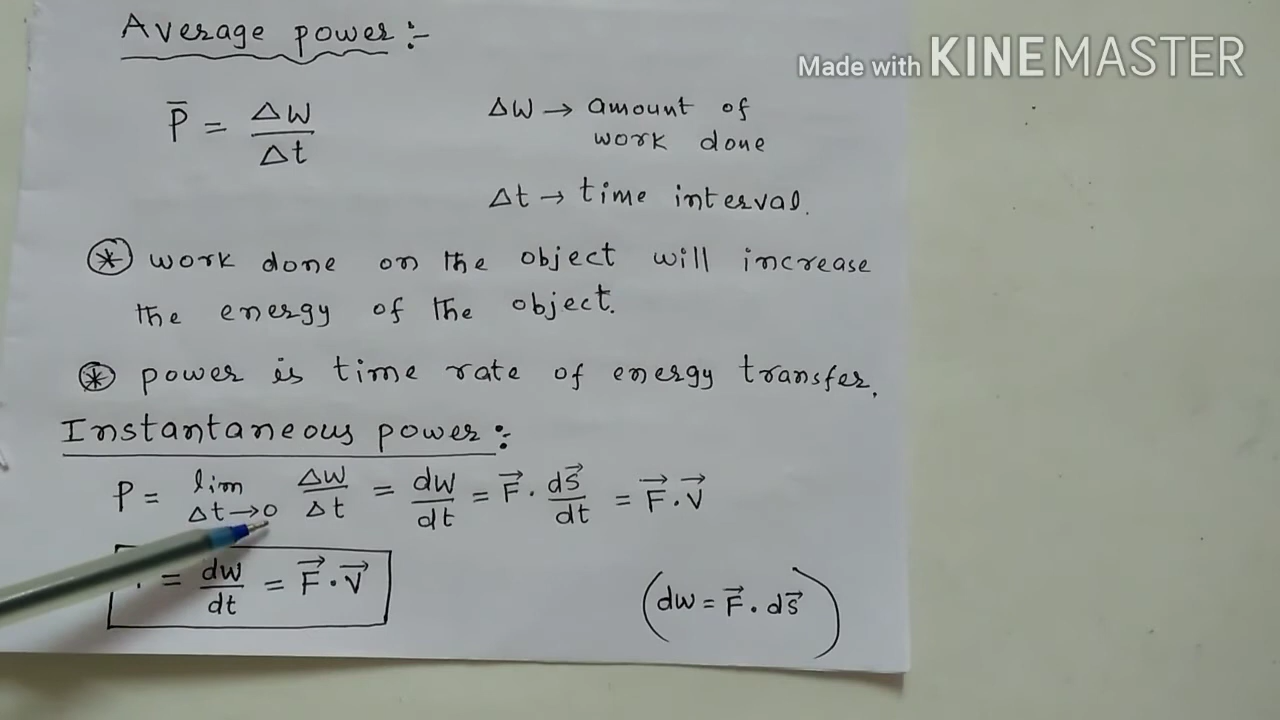 Average power :-
Made with KINEMASTER
P̄ = ΔW/Δt
ΔW → amount of
work done
Δt → time interval.
⊛ work done on the object will increase
the energy of the object.
⊛ power is time rate of energy transfer.
Instantaneous power :-
P = lim Δt→0 ΔW/Δt = dw/dt = F⃗ . ds⃗/dt = F⃗ . V⃗
= dw/dt = F⃗ . V⃗
(dw = F⃗ . ds⃗)